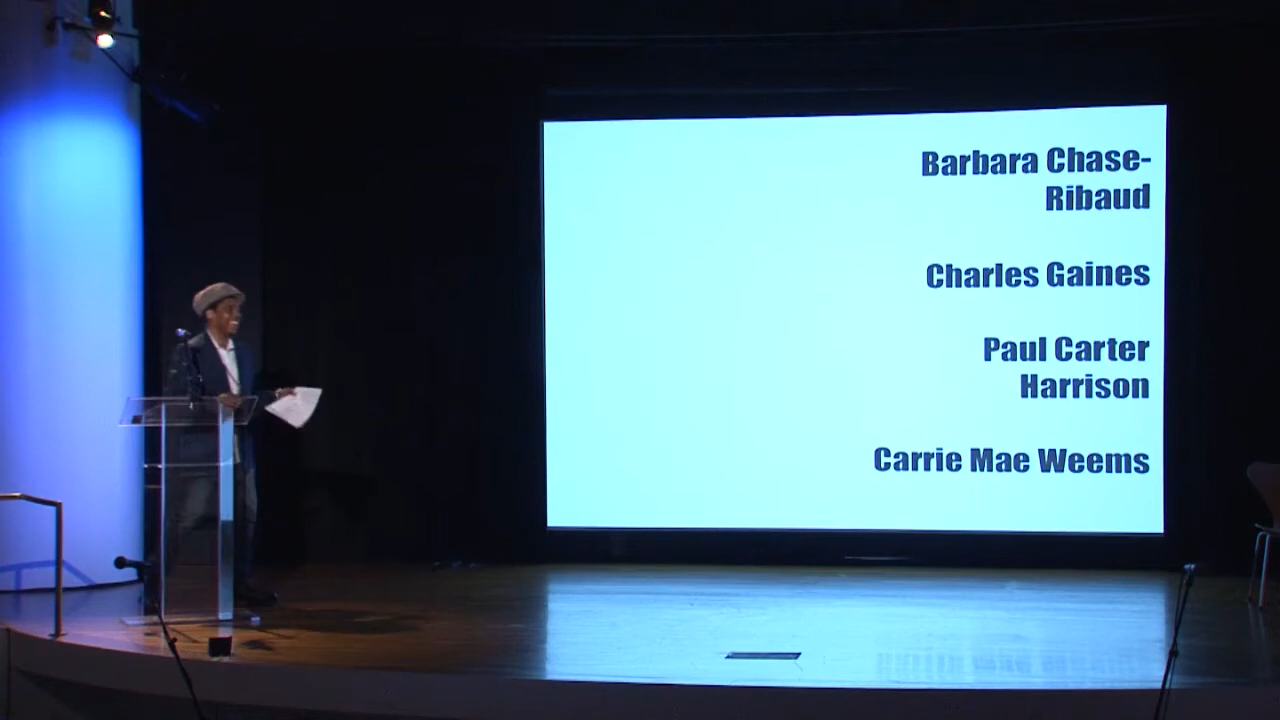 Barbara Chase-
Ribaud
Charles Gaines
Paul Carter
Harrison
Carrie Mae Weems